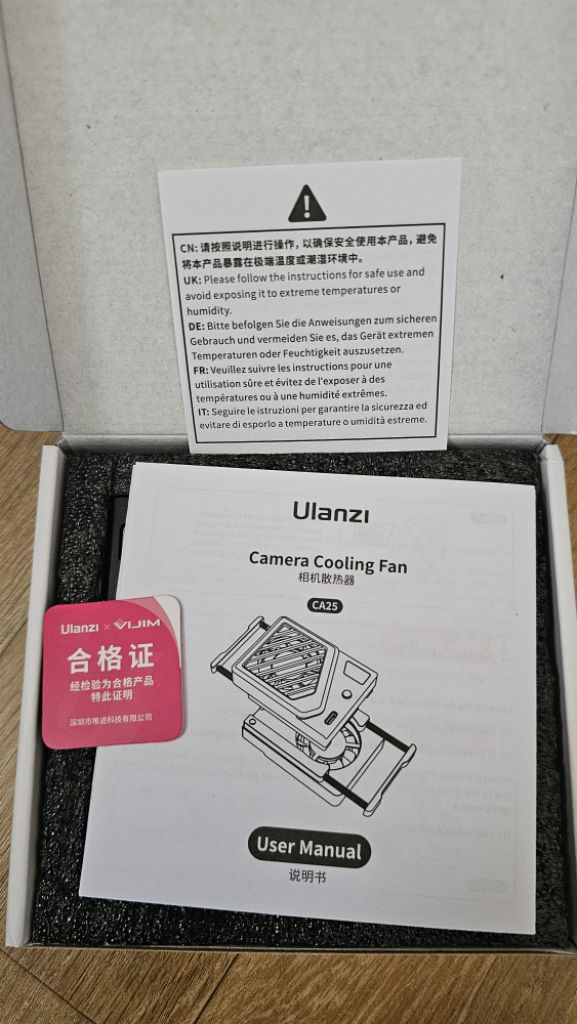 CN: 请按照说明进行操作，以确保安全使用本产品，避免
将本产品暴露在极端温度或潮湿环境中。
UK: Please follow the instructions for safe use and
avoid exposing it to extreme temperatures or
humidity.
DE: Bitte befolgen Sie die Anweisungen zum sicheren
Gebrauch und vermeiden Sie es, das Gerät extremen
Temperaturen oder Feuchtigkeit auszusetzen.
FR: Veuillez suivre les instructions pour une
utilisation sûre et évitez de l'exposer à des
températures ou à une humidité extrêmes.
IT: Seguire le istruzioni per garantire la sicurezza ed
evitare di esporlo a temperature o umidità estreme.
Ulanzi
Camera Cooling Fan
相机散热器
CA25
Ulanzi × VIJIM
合格证
经检验为合格产品
特此证明
深圳市唯迹科技有限公司
User Manual
说明书